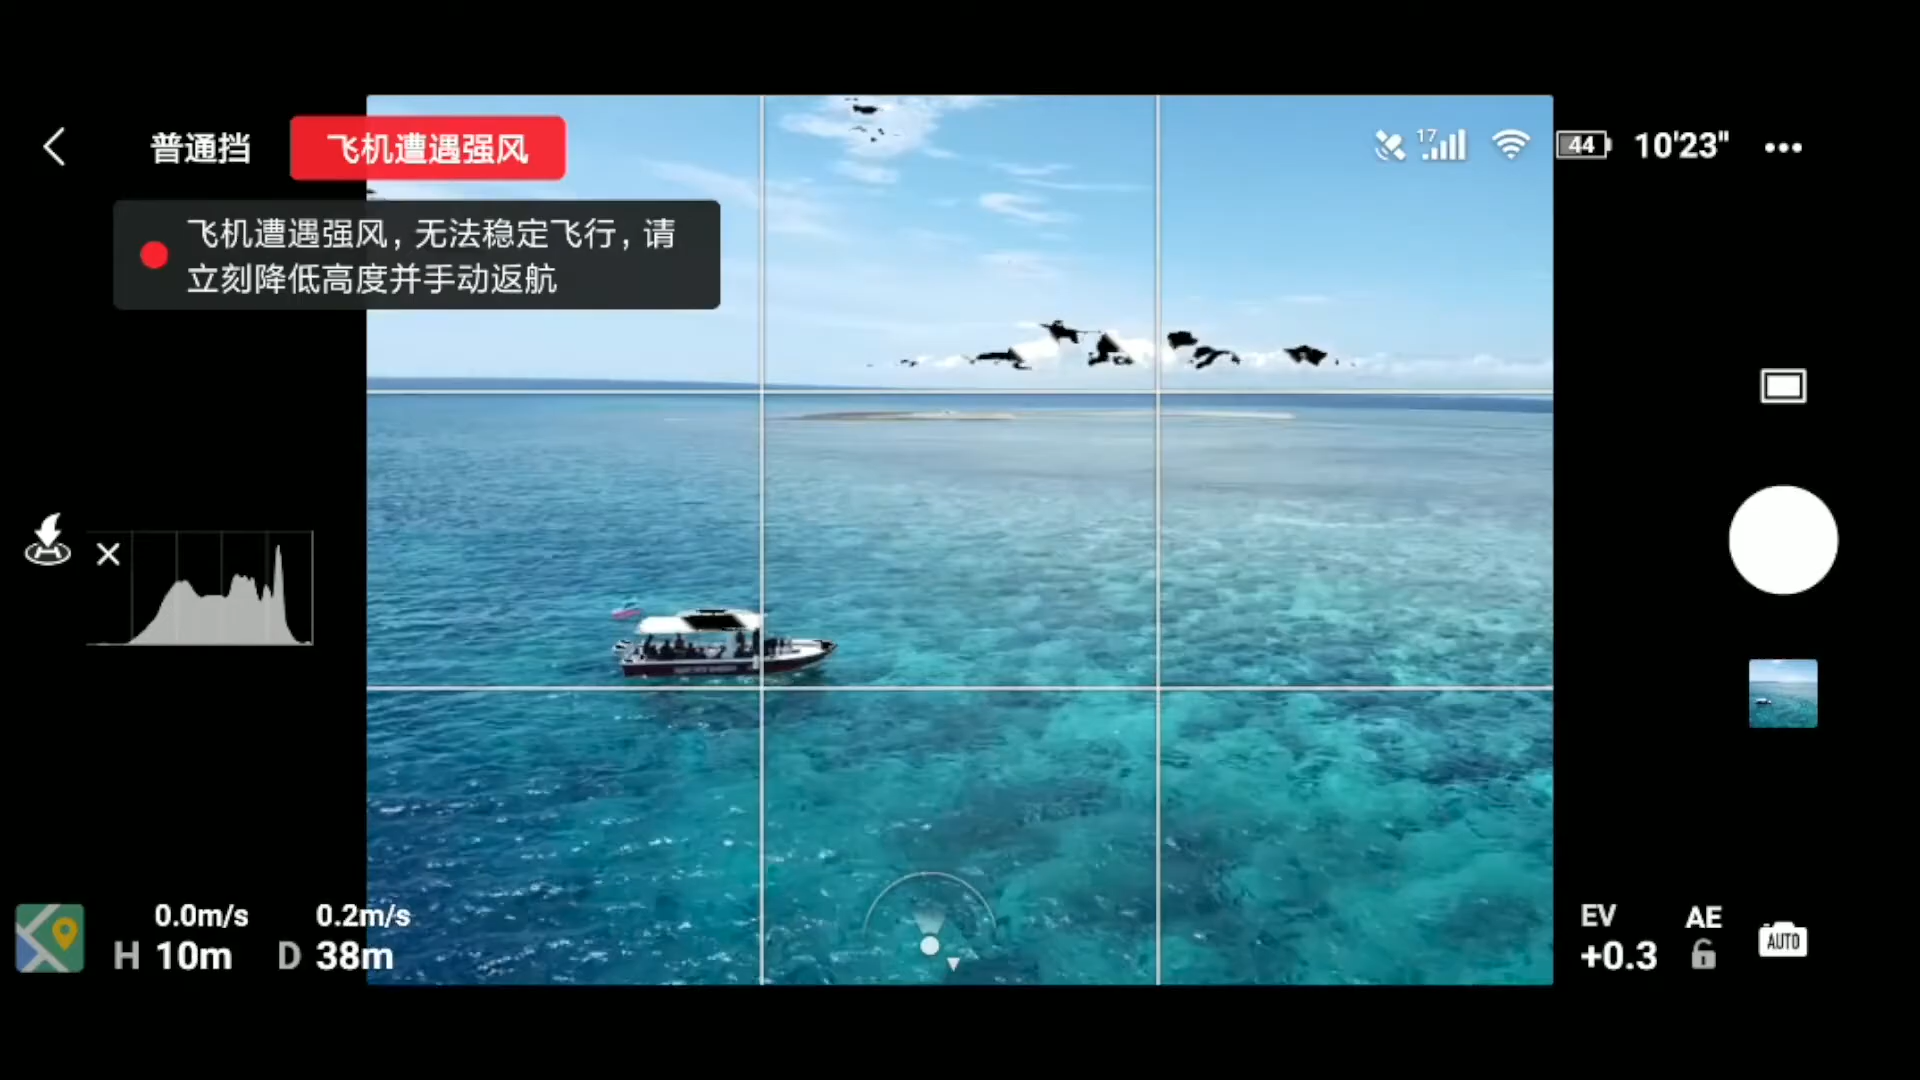 普通挡
飞机遭遇强风
17
44
10'23"
飞机遭遇强风，无法稳定飞行，请
立刻降低高度并手动返航
0.0m/s
0.2m/s
H 10m
D 38m
EV
+0.3
AE
AUTO